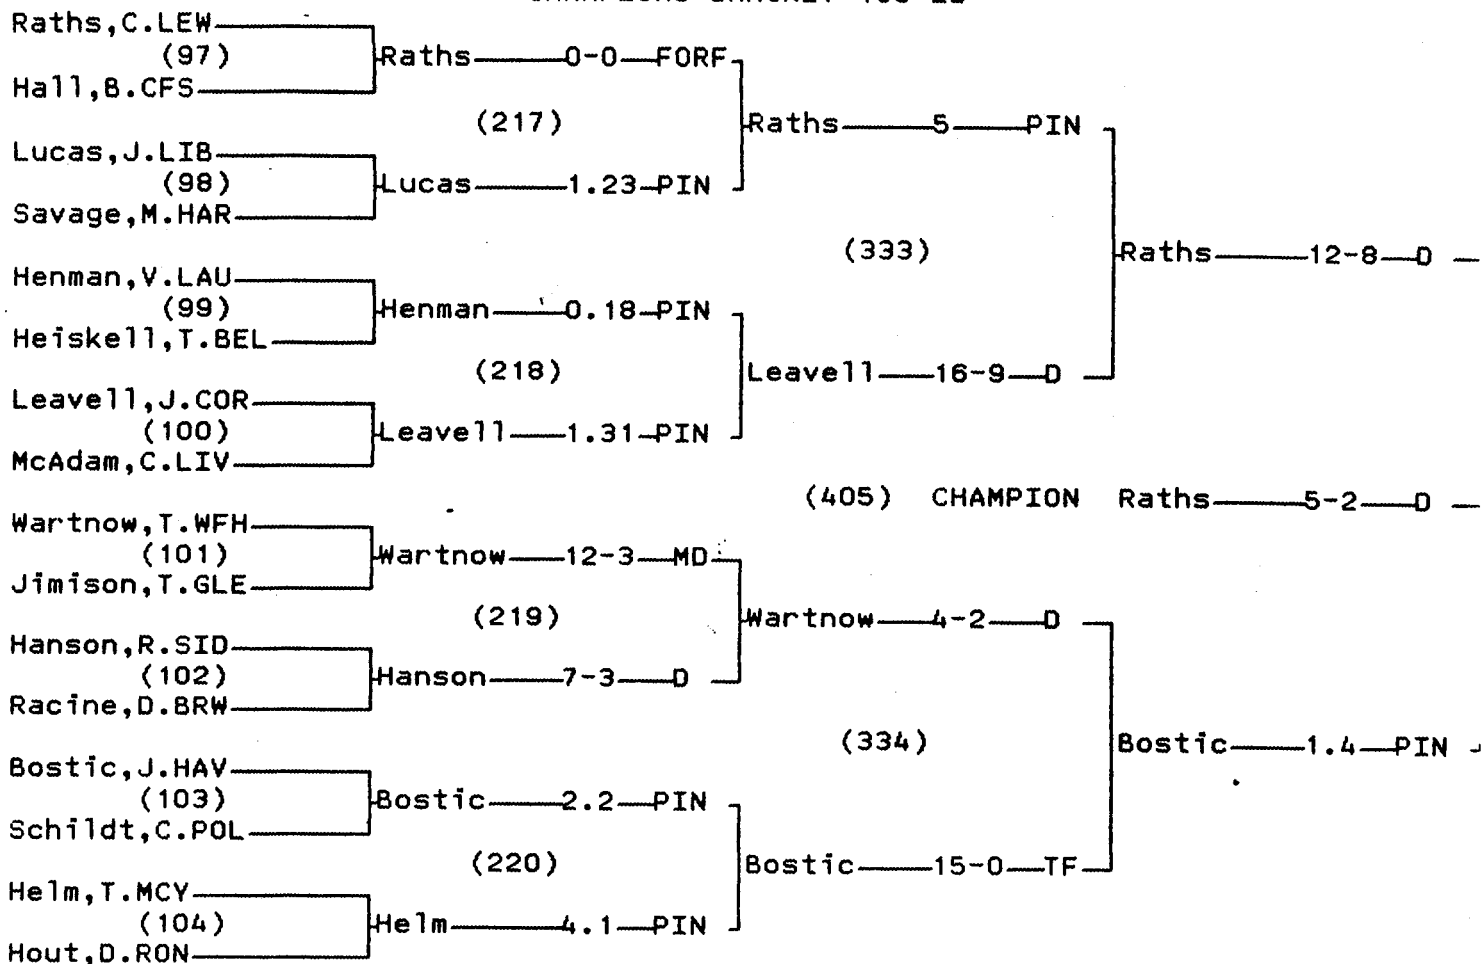 Raths,C.LEW
(97) Raths 0-0 FORF
Hall,B.CFS
(217) Raths 5 PIN
Lucas,J.LIB
(98) Lucas 1.23 PIN
Savage,M.HAR
(333) Raths 12-8 D
Henman,V.LAU
(99) Henman 0.18 PIN
Heiskell,T.BEL
(218) Leavell 16-9 D
Leavell,J.COR
(100) Leavell 1.31 PIN
McAdam,C.LIV
(405) CHAMPION Raths 5-2 D
Wartnow,T.WFH
(101) Wartnow 12-3 MD
Jimison,T.GLE
(219) Wartnow 4-2 D
Hanson,R.SID
(102) Hanson 7-3 D
Racine,D.BRW
(334) Bostic 1.4 PIN
Bostic,J.HAV
(103) Bostic 2.2 PIN
Schildt,C.POL
(220) Bostic 15-0 TF
Helm,T.MCY
(104) Helm 4.1 PIN
Hout,D.RON